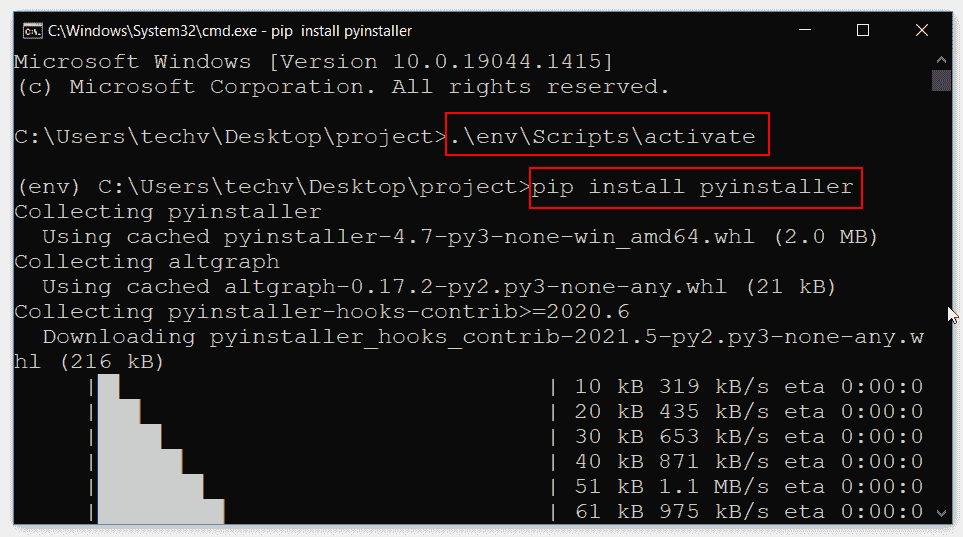 C:\Windows\System32\cmd.exe - pip  install pyinstaller
Microsoft Windows [Version 10.0.19044.1415]
(c) Microsoft Corporation. All rights reserved.
C:\Users\techv\Desktop\project>.\env\Scripts\activate
(env) C:\Users\techv\Desktop\project>pip install pyinstaller
Collecting pyinstaller
  Using cached pyinstaller-4.7-py3-none-win_amd64.whl (2.0 MB)
Collecting altgraph
  Using cached altgraph-0.17.2-py2.py3-none-any.whl (21 kB)
Collecting pyinstaller-hooks-contrib>=2020.6
  Downloading pyinstaller_hooks_contrib-2021.5-py2.py3-none-any.w
hl (216 kB)
| | 10 kB 319 kB/s eta 0:00:0
| | 20 kB 435 kB/s eta 0:00:0
| | 30 kB 653 kB/s eta 0:00:0
| | 40 kB 871 kB/s eta 0:00:0
| | 51 kB 1.1 MB/s eta 0:00:0
| | 61 kB 975 kB/s eta 0:00:0